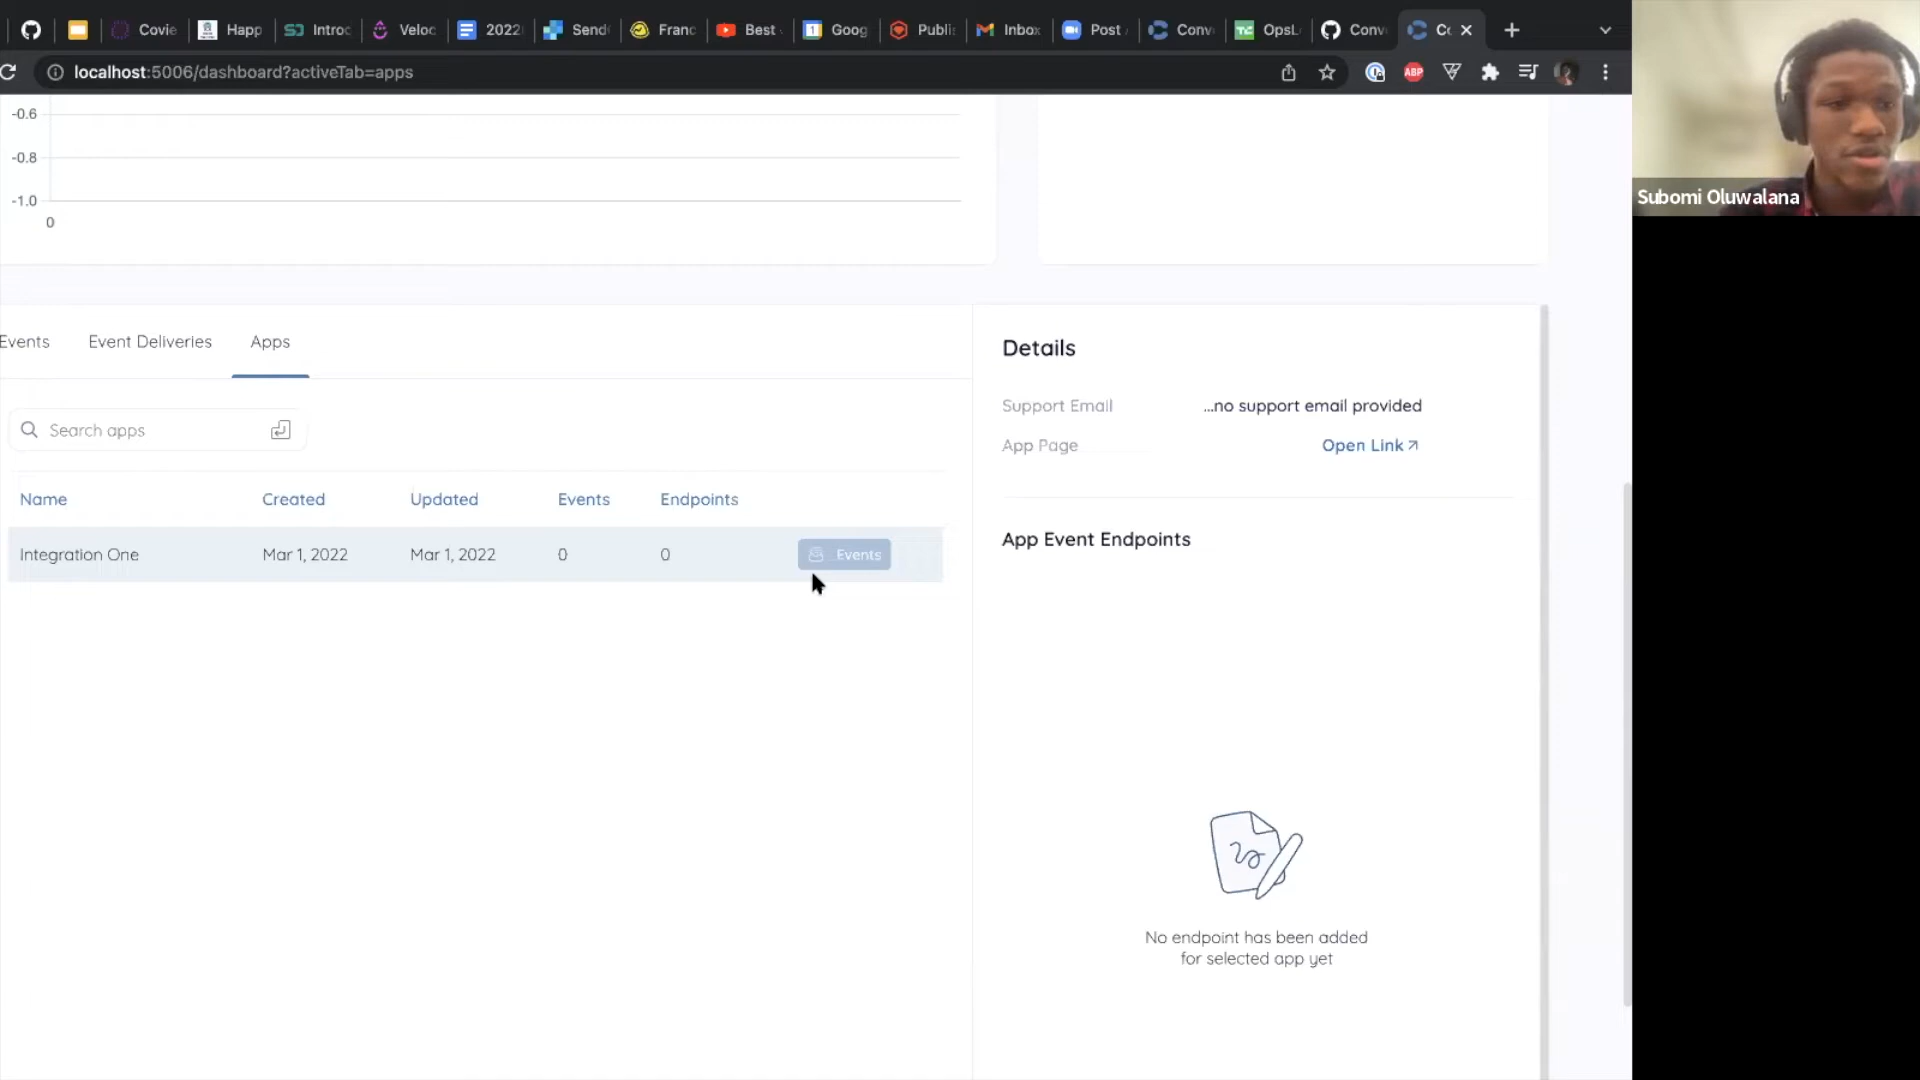 Covie
Happ
Introc
Veloc
2022
Send
Franc
Best
Goog
Publi
Inbox
Post
Conv
OpsL
Conv
Co
localhost:5006/dashboard?activeTab=apps
ABP
Subomi Oluwalana
-0.6
-0.8
-1.0
0
Events Event Deliveries Apps
Search apps
Name Created Updated Events Endpoints
Integration One Mar 1, 2022 Mar 1, 2022 0 0 Events
Details
Support Email ...no support email provided
App Page Open Link
App Event Endpoints
No endpoint has been added
for selected app yet